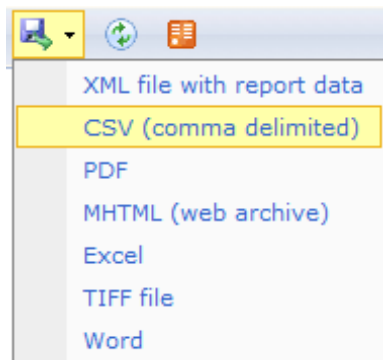 XML file with report data
CSV (comma delimited)
PDF
MHTML (web archive)
Excel
TIFF file
Word